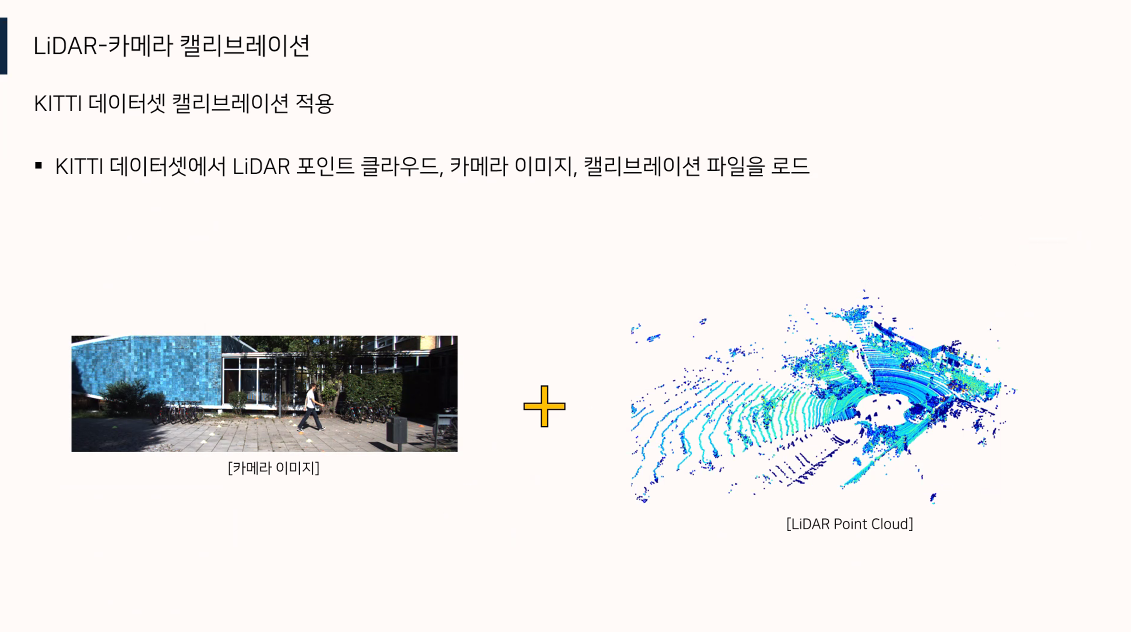 LiDAR-카메라 캘리브레이션
KITTI 데이터셋 캘리브레이션 적용
▪ KITTI 데이터셋에서 LiDAR 포인트 클라우드, 카메라 이미지, 캘리브레이션 파일을 로드
[카메라 이미지]
[LiDAR Point Cloud]